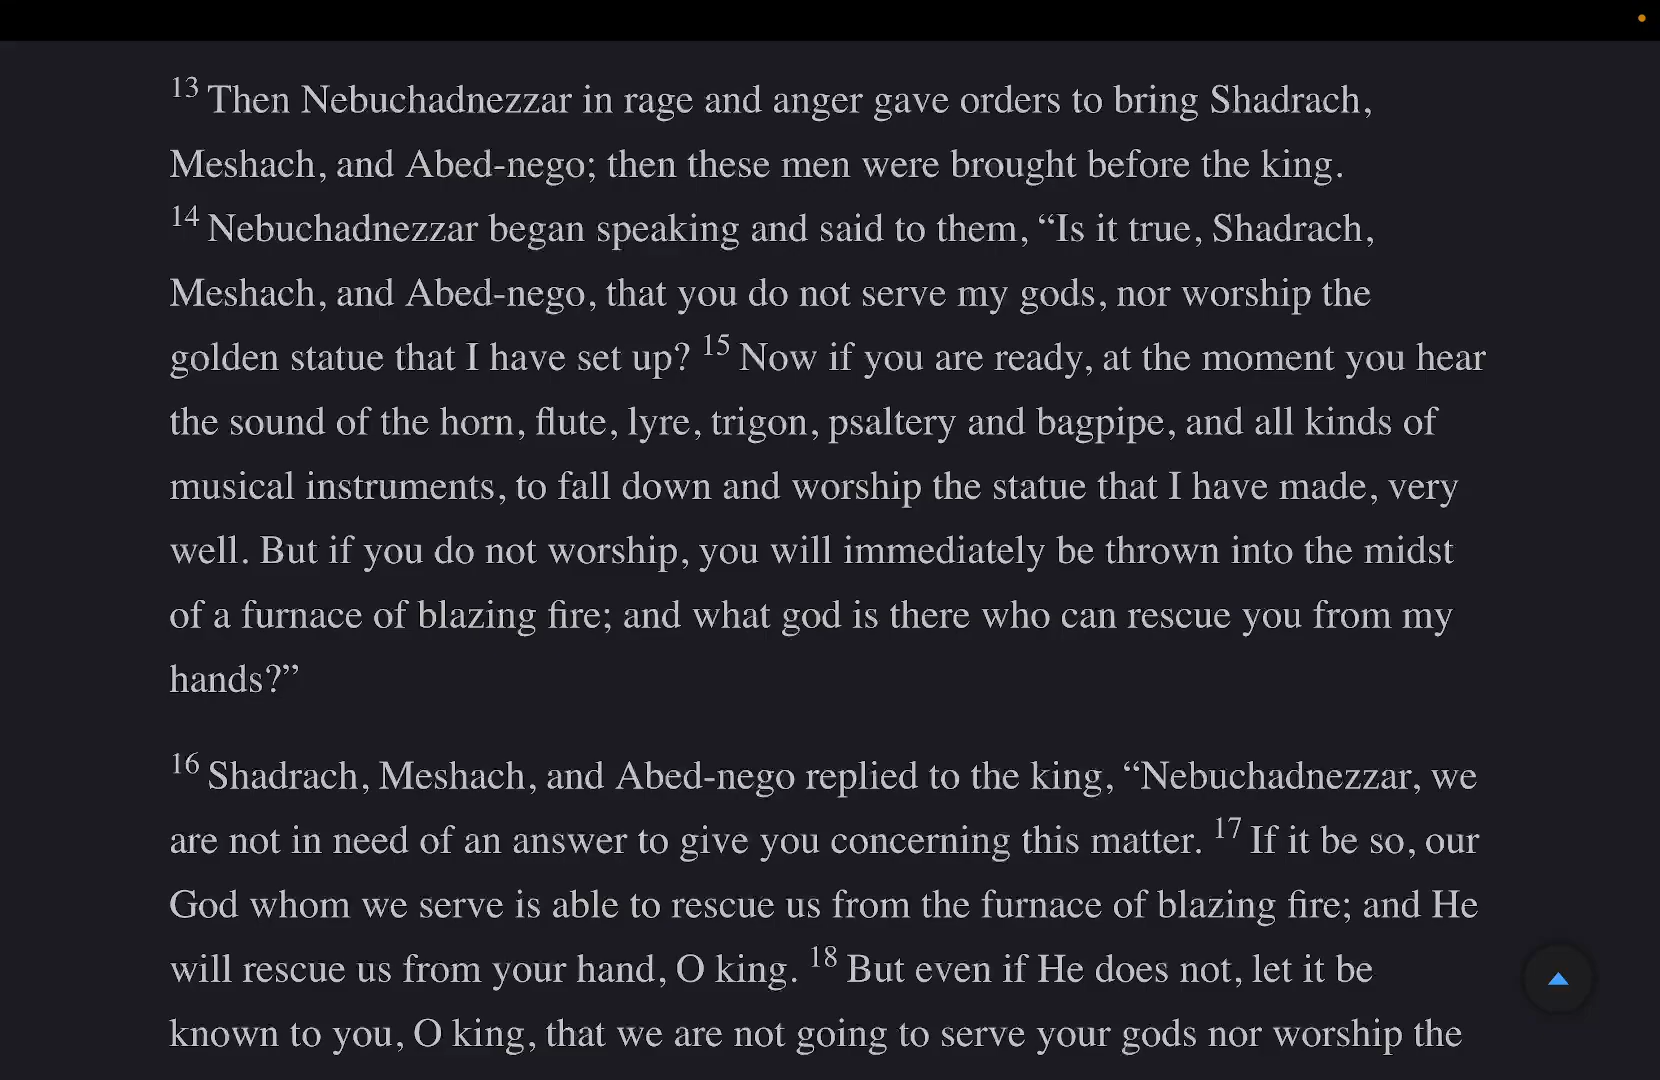 13 Then Nebuchadnezzar in rage and anger gave orders to bring Shadrach,
Meshach, and Abed-nego; then these men were brought before the king.
14 Nebuchadnezzar began speaking and said to them, “Is it true, Shadrach,
Meshach, and Abed-nego, that you do not serve my gods, nor worship the
golden statue that I have set up? 15 Now if you are ready, at the moment you hear
the sound of the horn, flute, lyre, trigon, psaltery and bagpipe, and all kinds of
musical instruments, to fall down and worship the statue that I have made, very
well. But if you do not worship, you will immediately be thrown into the midst
of a furnace of blazing fire; and what god is there who can rescue you from my
hands?”
16 Shadrach, Meshach, and Abed-nego replied to the king, “Nebuchadnezzar, we
are not in need of an answer to give you concerning this matter. 17 If it be so, our
God whom we serve is able to rescue us from the furnace of blazing fire; and He
will rescue us from your hand, O king. 18 But even if He does not, let it be
known to you, O king, that we are not going to serve your gods nor worship the